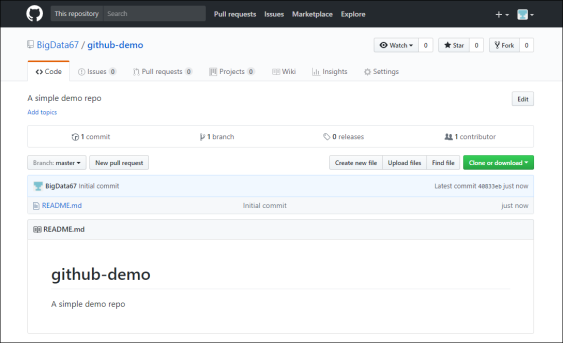 This repository Search Pull requests Issues Marketplace Explore
BigData67 / github-demo Watch 0 Star 0 Fork 0
Code Issues 0 Pull requests 0 Projects 0 Wiki Insights Settings
A simple demo repo Edit
Add topics
1 commit 1 branch 0 releases 1 contributor
Branch: master New pull request Create new file Upload files Find file Clone or download
BigData67 Initial commit Latest commit 40833eb just now
README.md Initial commit just now
README.md
github-demo
A simple demo repo